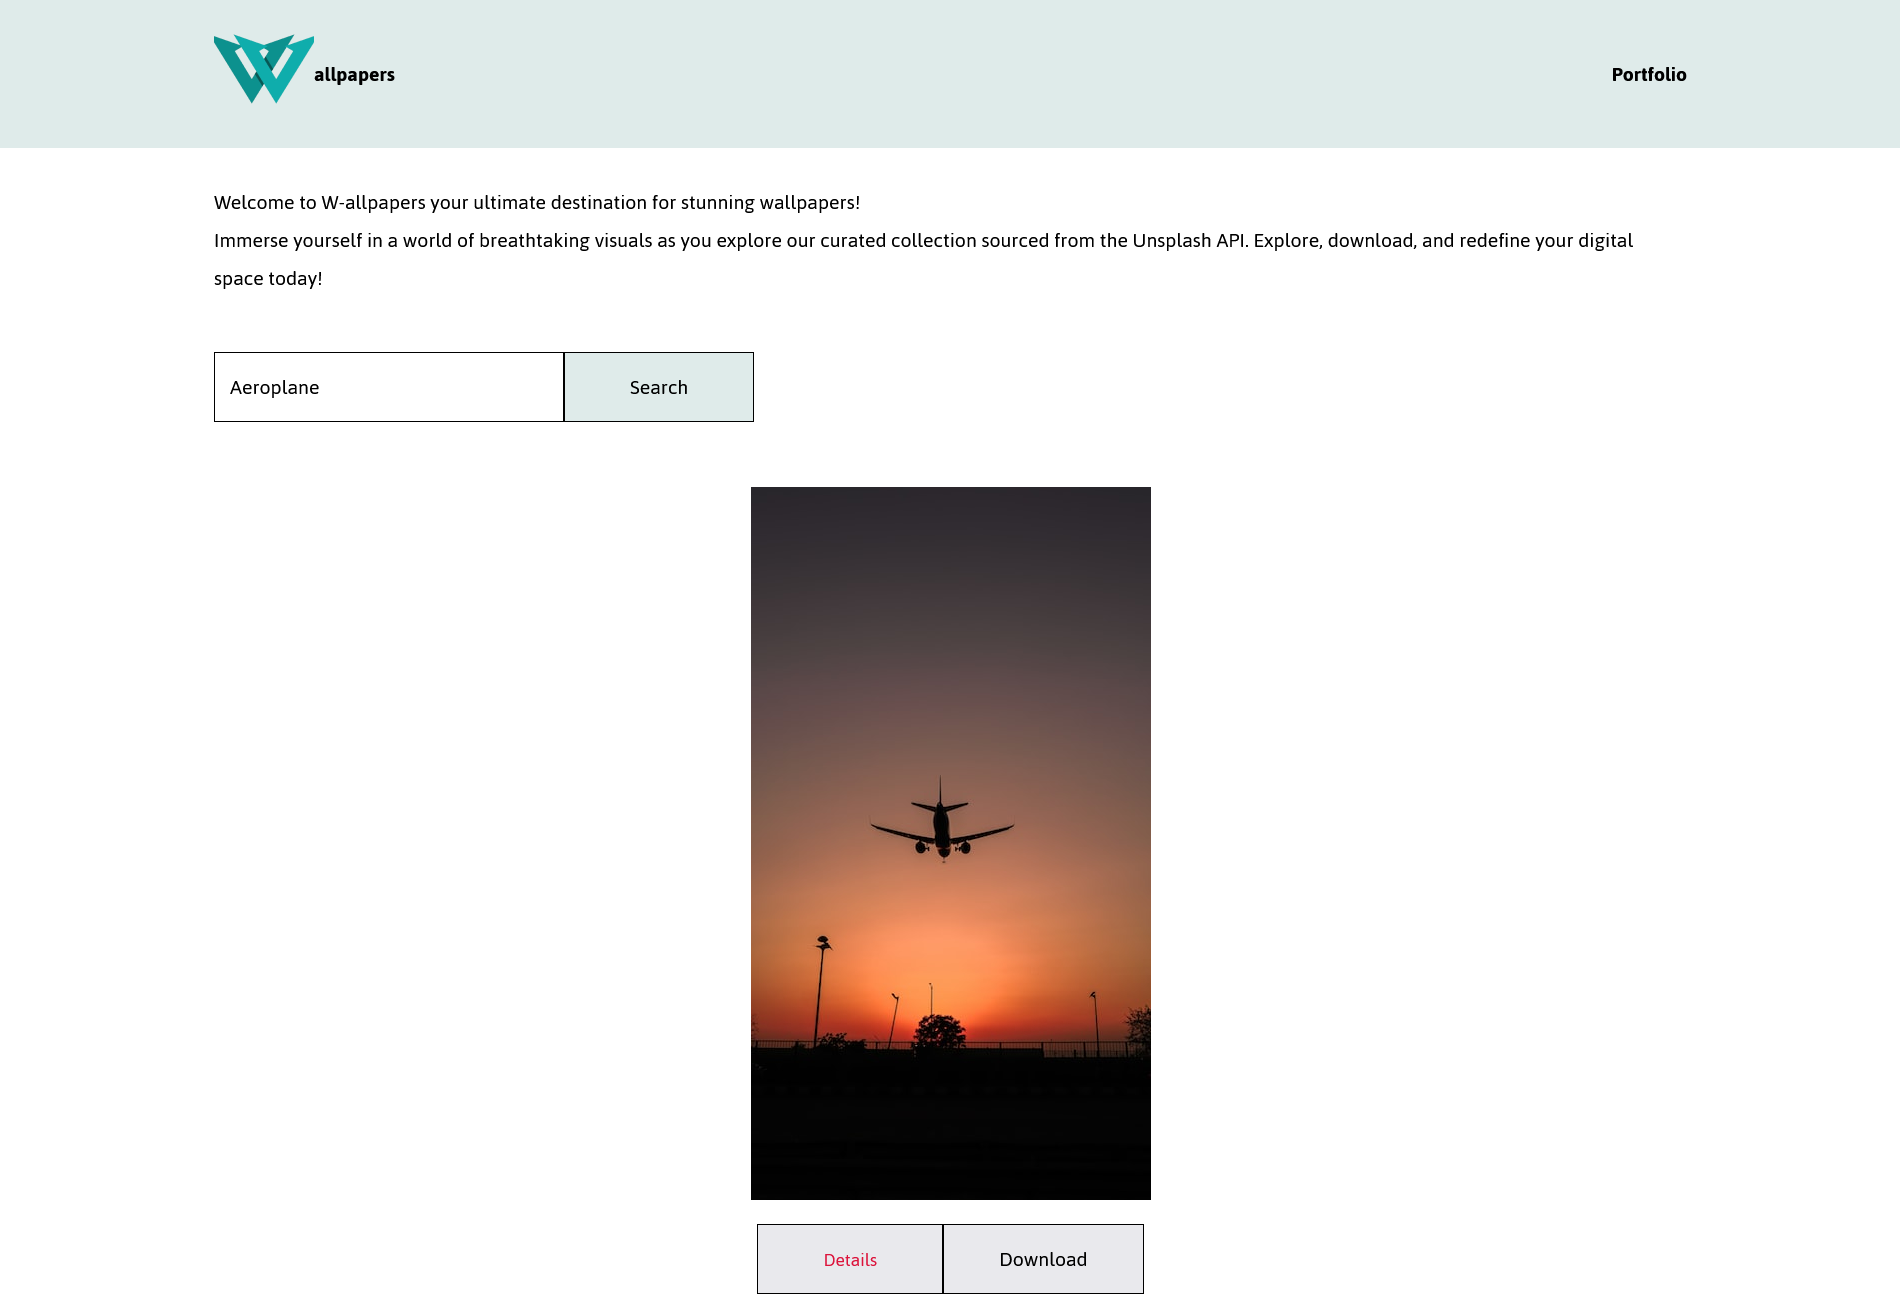 W allpapers
Portfolio
Welcome to W-allpapers your ultimate destination for stunning wallpapers!
Immerse yourself in a world of breathtaking visuals as you explore our curated collection sourced from the Unsplash API. Explore, download, and redefine your digital
space today!
Aeroplane
Search
Details
Download